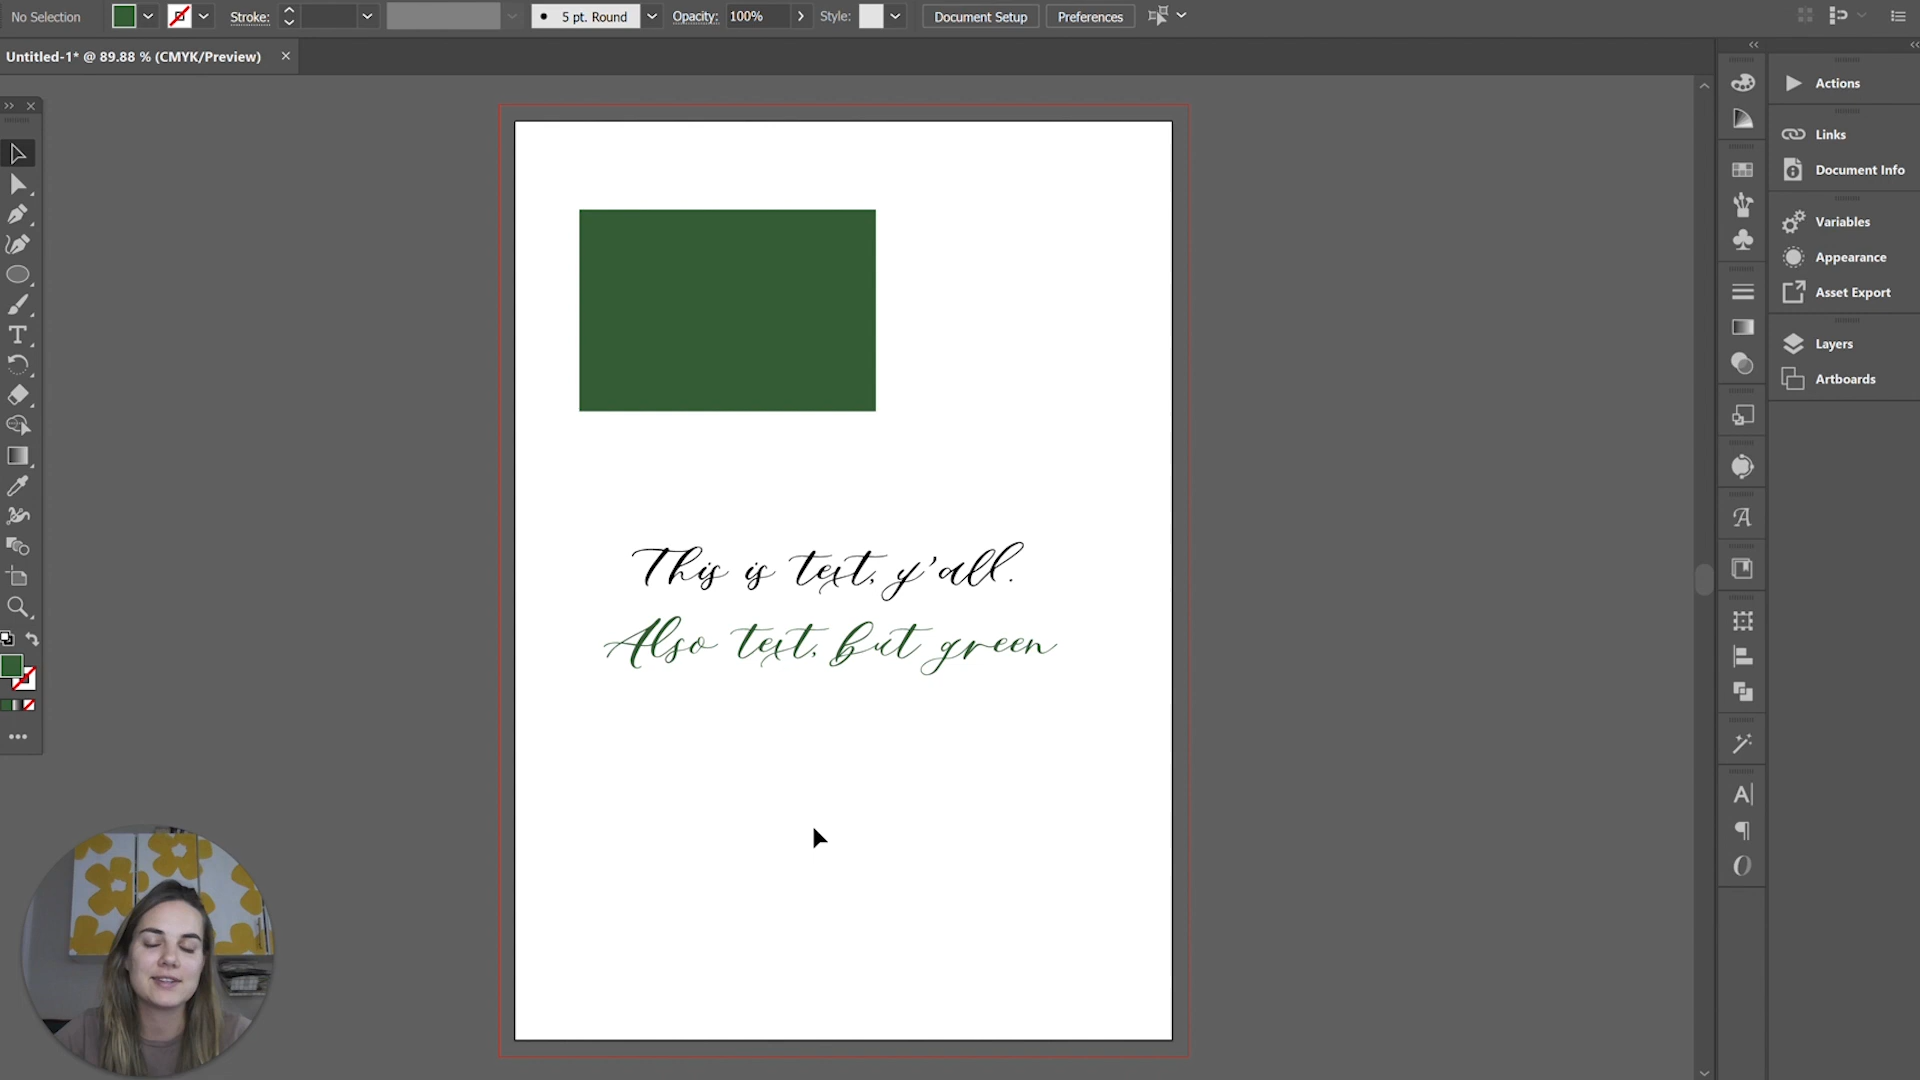 No Selection
Stroke:
5 pt. Round
Opacity: 100%
Style:
Document Setup
Preferences
Untitled-1* @ 89.88 % (CMYK/Preview)
Actions
Links
Document Info
Variables
Appearance
Asset Export
Layers
Artboards
This is text, y'all.
Also text, but green